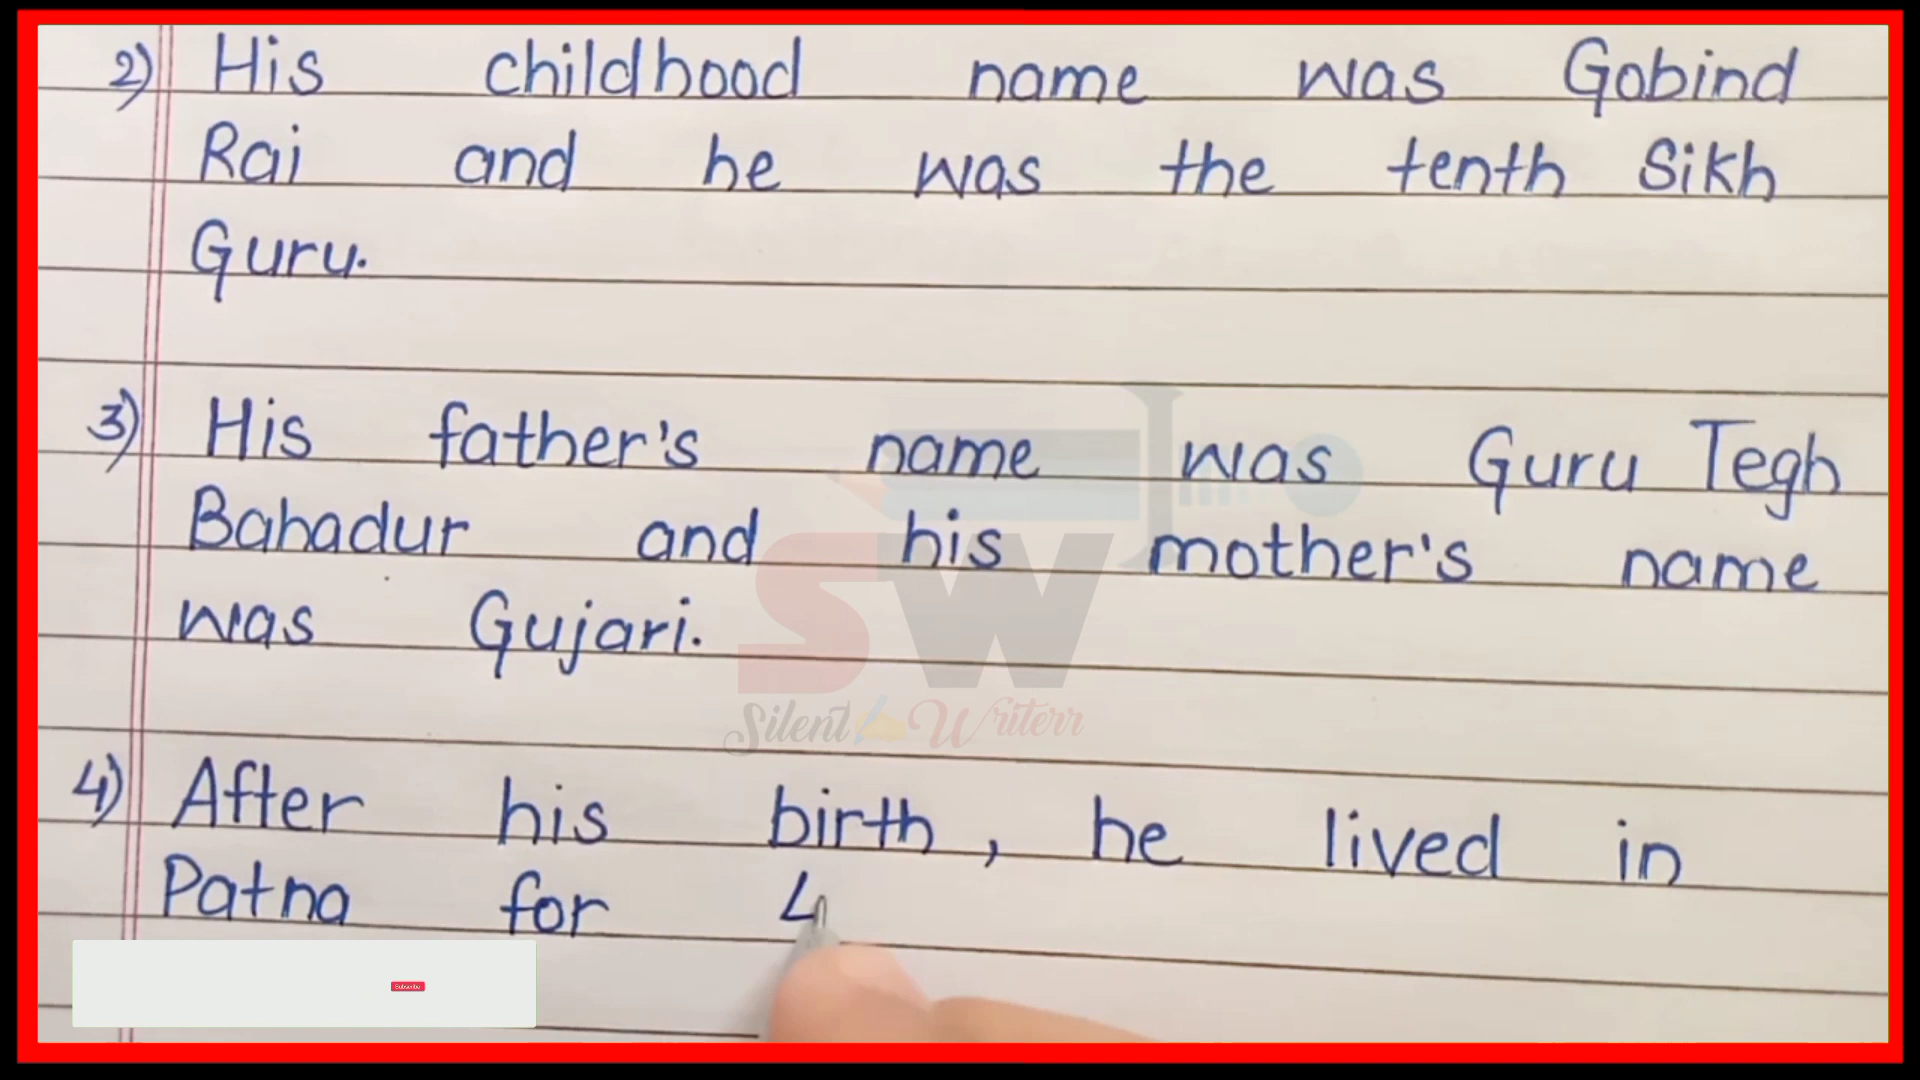 2) His childhood name was Gobind
Rai and he was the tenth Sikh
Guru.
3) His father's name was Guru Tegh
Bahadur and his mother's name
was Gujari.
SW
Silent Writerr
4) After his birth, he lived in
Patna for 4
Subscribe